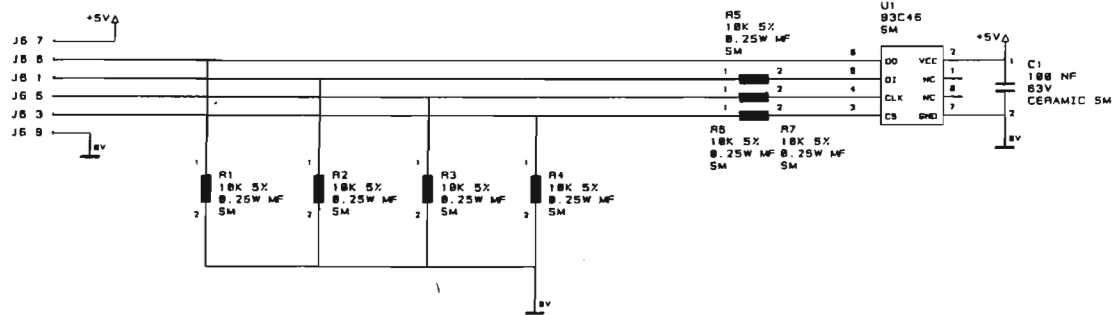 U1
93C46
SM
R5
10K 5%
0.25W MF
SM
+5V
+5V
J6 7
J6 6
J6 1
J6 5
J6 3
J6 9
0V
1 2
1 2
1 2
6 DO VCC 2
5 DI NC 1
4 CLK NC 8
3 CS GND 7
1
C1
100 NF
63V
CERAMIC SM
2
0V
R6
10K 5%
0.25W MF
SM
R7
10K 5%
0.25W MF
SM
1
R1
10K 5%
0.25W MF
SM
2
1
R2
10K 5%
0.25W MF
SM
2
1
R3
10K 5%
0.25W MF
SM
2
1
R4
10K 5%
0.25W MF
SM
2
0V